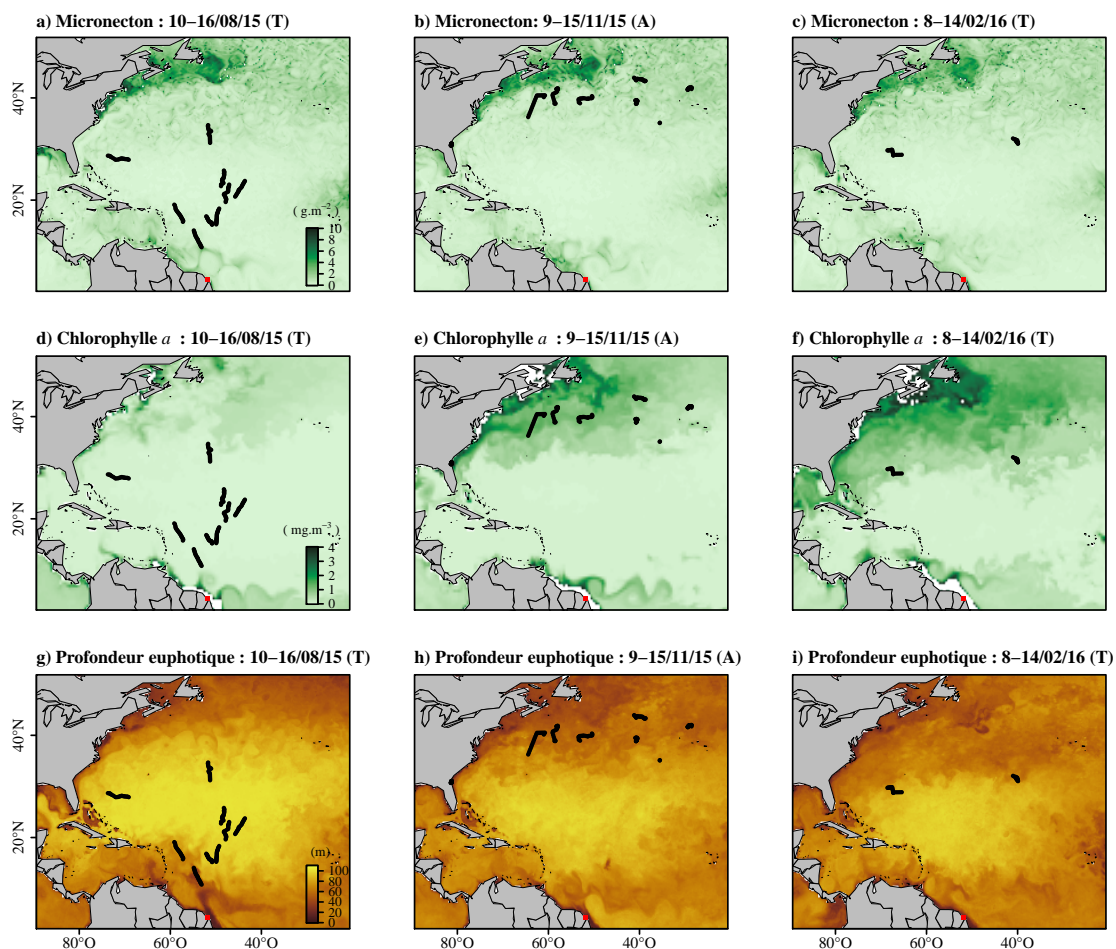 a) Micronecton : 10–16/08/15 (T)
b) Micronecton: 9–15/11/15 (A)
c) Micronecton : 8–14/02/16 (T)
40°N
20°N
( g.m−2)
10
8
6
4
2
0
d) Chlorophylle a : 10–16/08/15 (T)
e) Chlorophylle a : 9–15/11/15 (A)
f) Chlorophylle a : 8–14/02/16 (T)
40°N
20°N
( mg.m−3)
4
3
2
1
0
g) Profondeur euphotique : 10–16/08/15 (T)
h) Profondeur euphotique : 9–15/11/15 (A)
i) Profondeur euphotique : 8–14/02/16 (T)
40°N
20°N
(m)
100
80
60
40
20
0
80°O 60°O 40°O
80°O 60°O 40°O
80°O 60°O 40°O